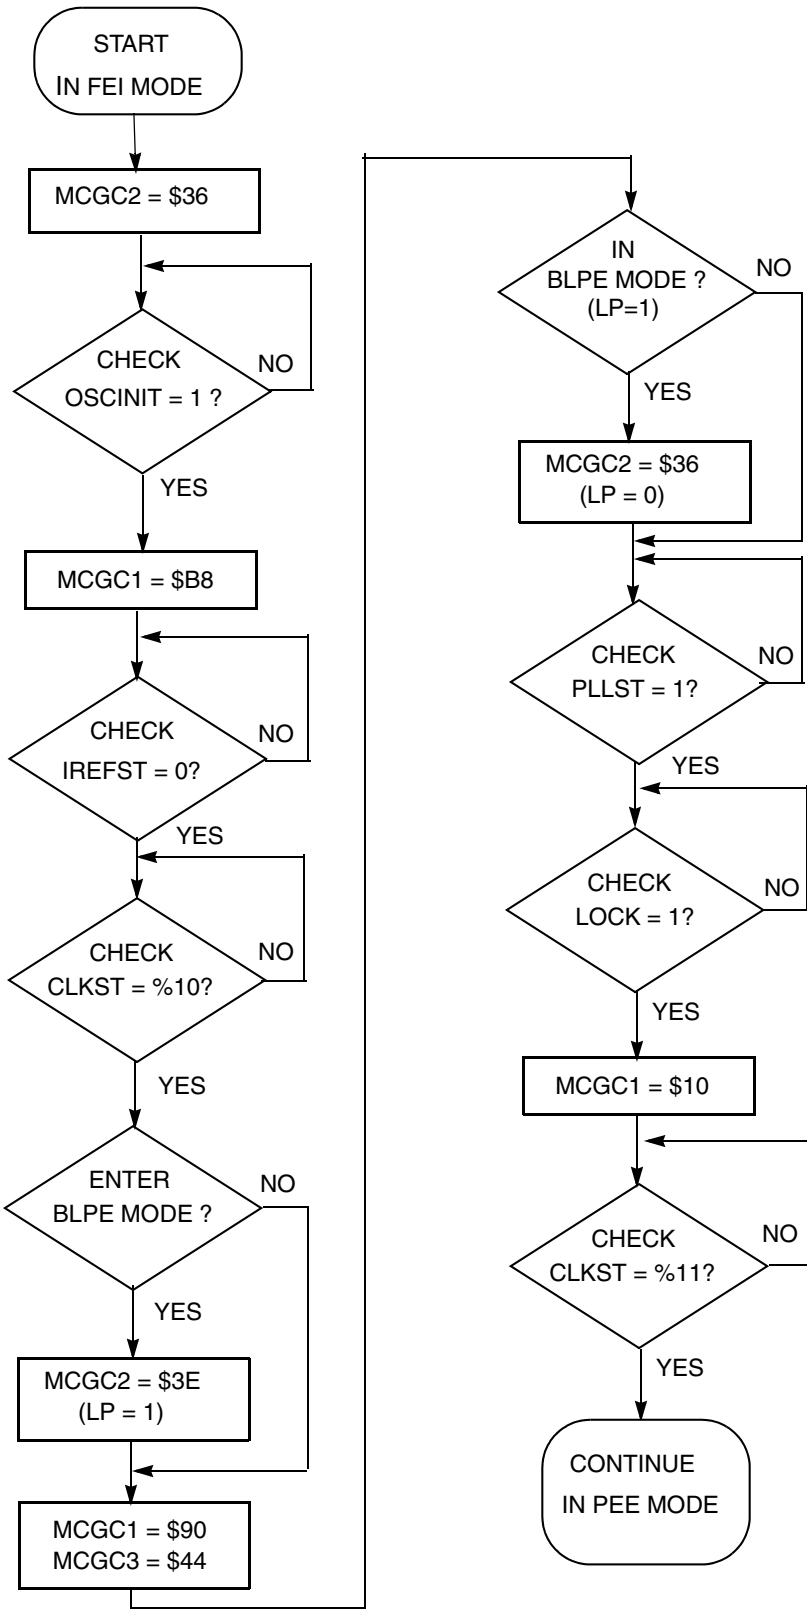 START
IN FEI MODE
MCGC2 = $36
CHECK
OSCINIT = 1 ?
NO
YES
MCGC1 = $B8
CHECK
IREFST = 0?
NO
YES
CHECK
CLKST = %10?
NO
YES
ENTER
BLPE MODE ?
NO
YES
MCGC2 = $3E
(LP = 1)
MCGC1 = $90
MCGC3 = $44
IN
BLPE MODE ?
(LP=1)
NO
YES
MCGC2 = $36
(LP = 0)
CHECK
PLLST = 1?
NO
YES
CHECK
LOCK = 1?
NO
YES
MCGC1 = $10
CHECK
CLKST = %11?
NO
YES
CONTINUE
IN PEE MODE